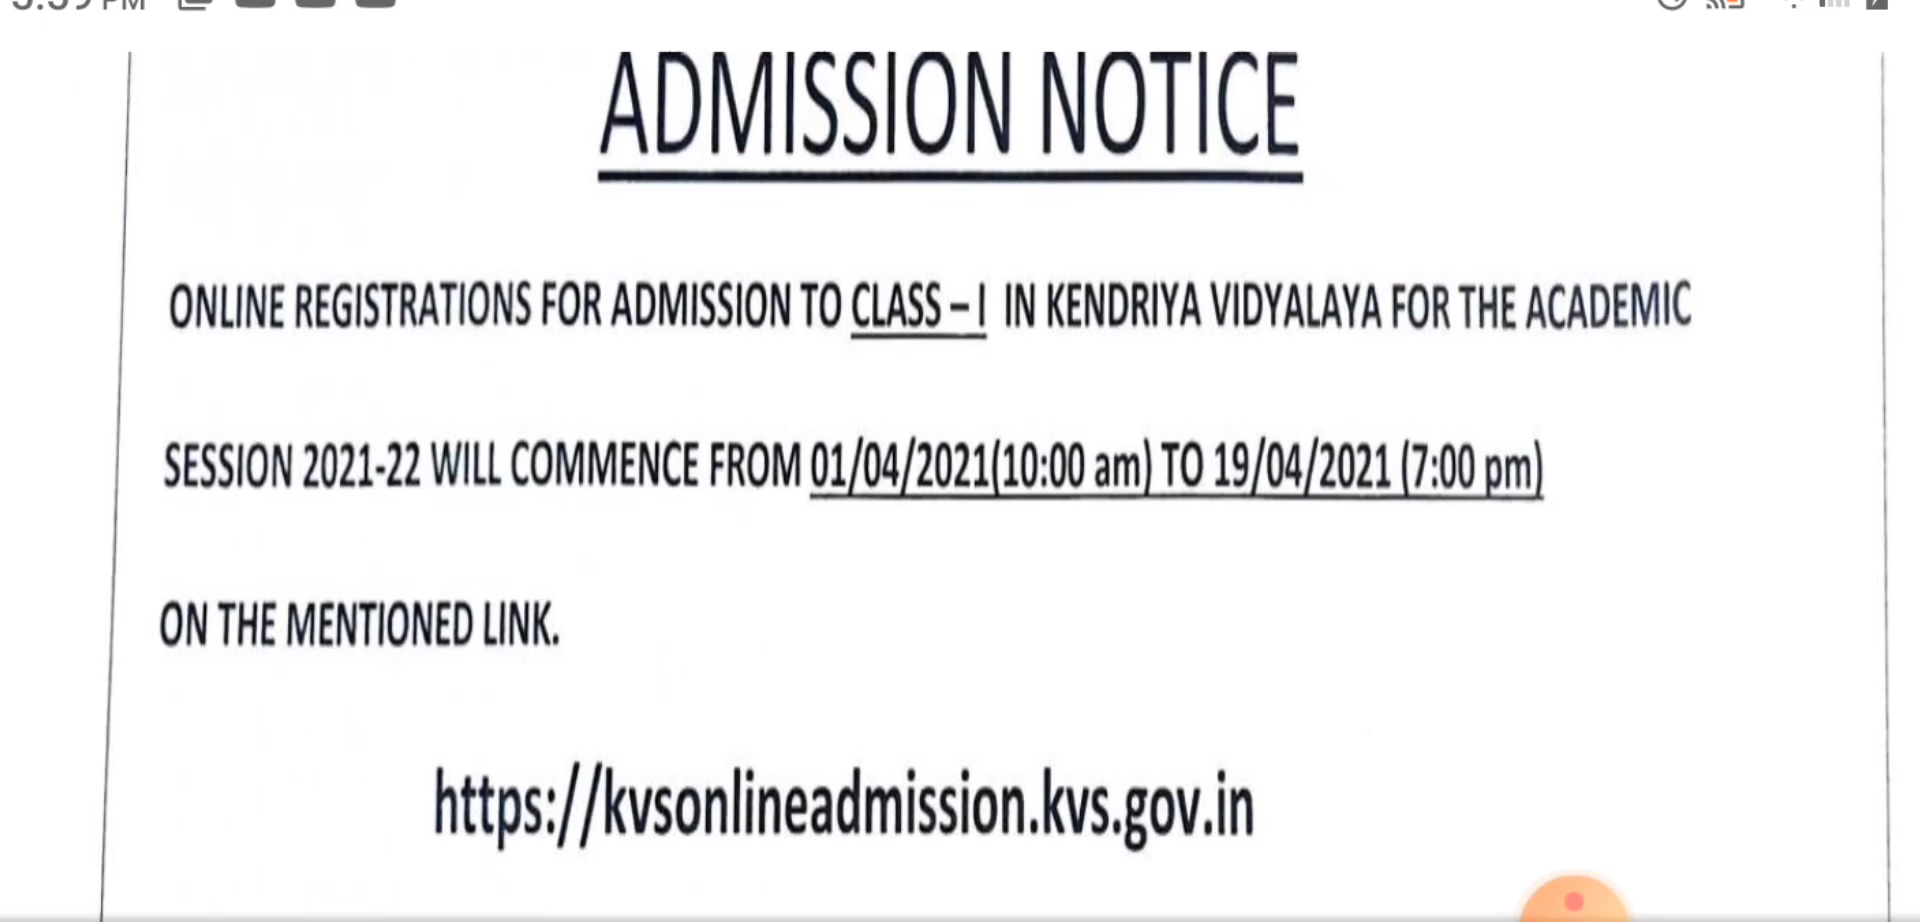 ADMISSION NOTICE
ONLINE REGISTRATIONS FOR ADMISSION TO CLASS – I IN KENDRIYA VIDYALAYA FOR THE ACADEMIC
SESSION 2021-22 WILL COMMENCE FROM 01/04/2021(10:00 am) TO 19/04/2021 (7:00 pm)
ON THE MENTIONED LINK.
https://kvsonlineadmission.kvs.gov.in